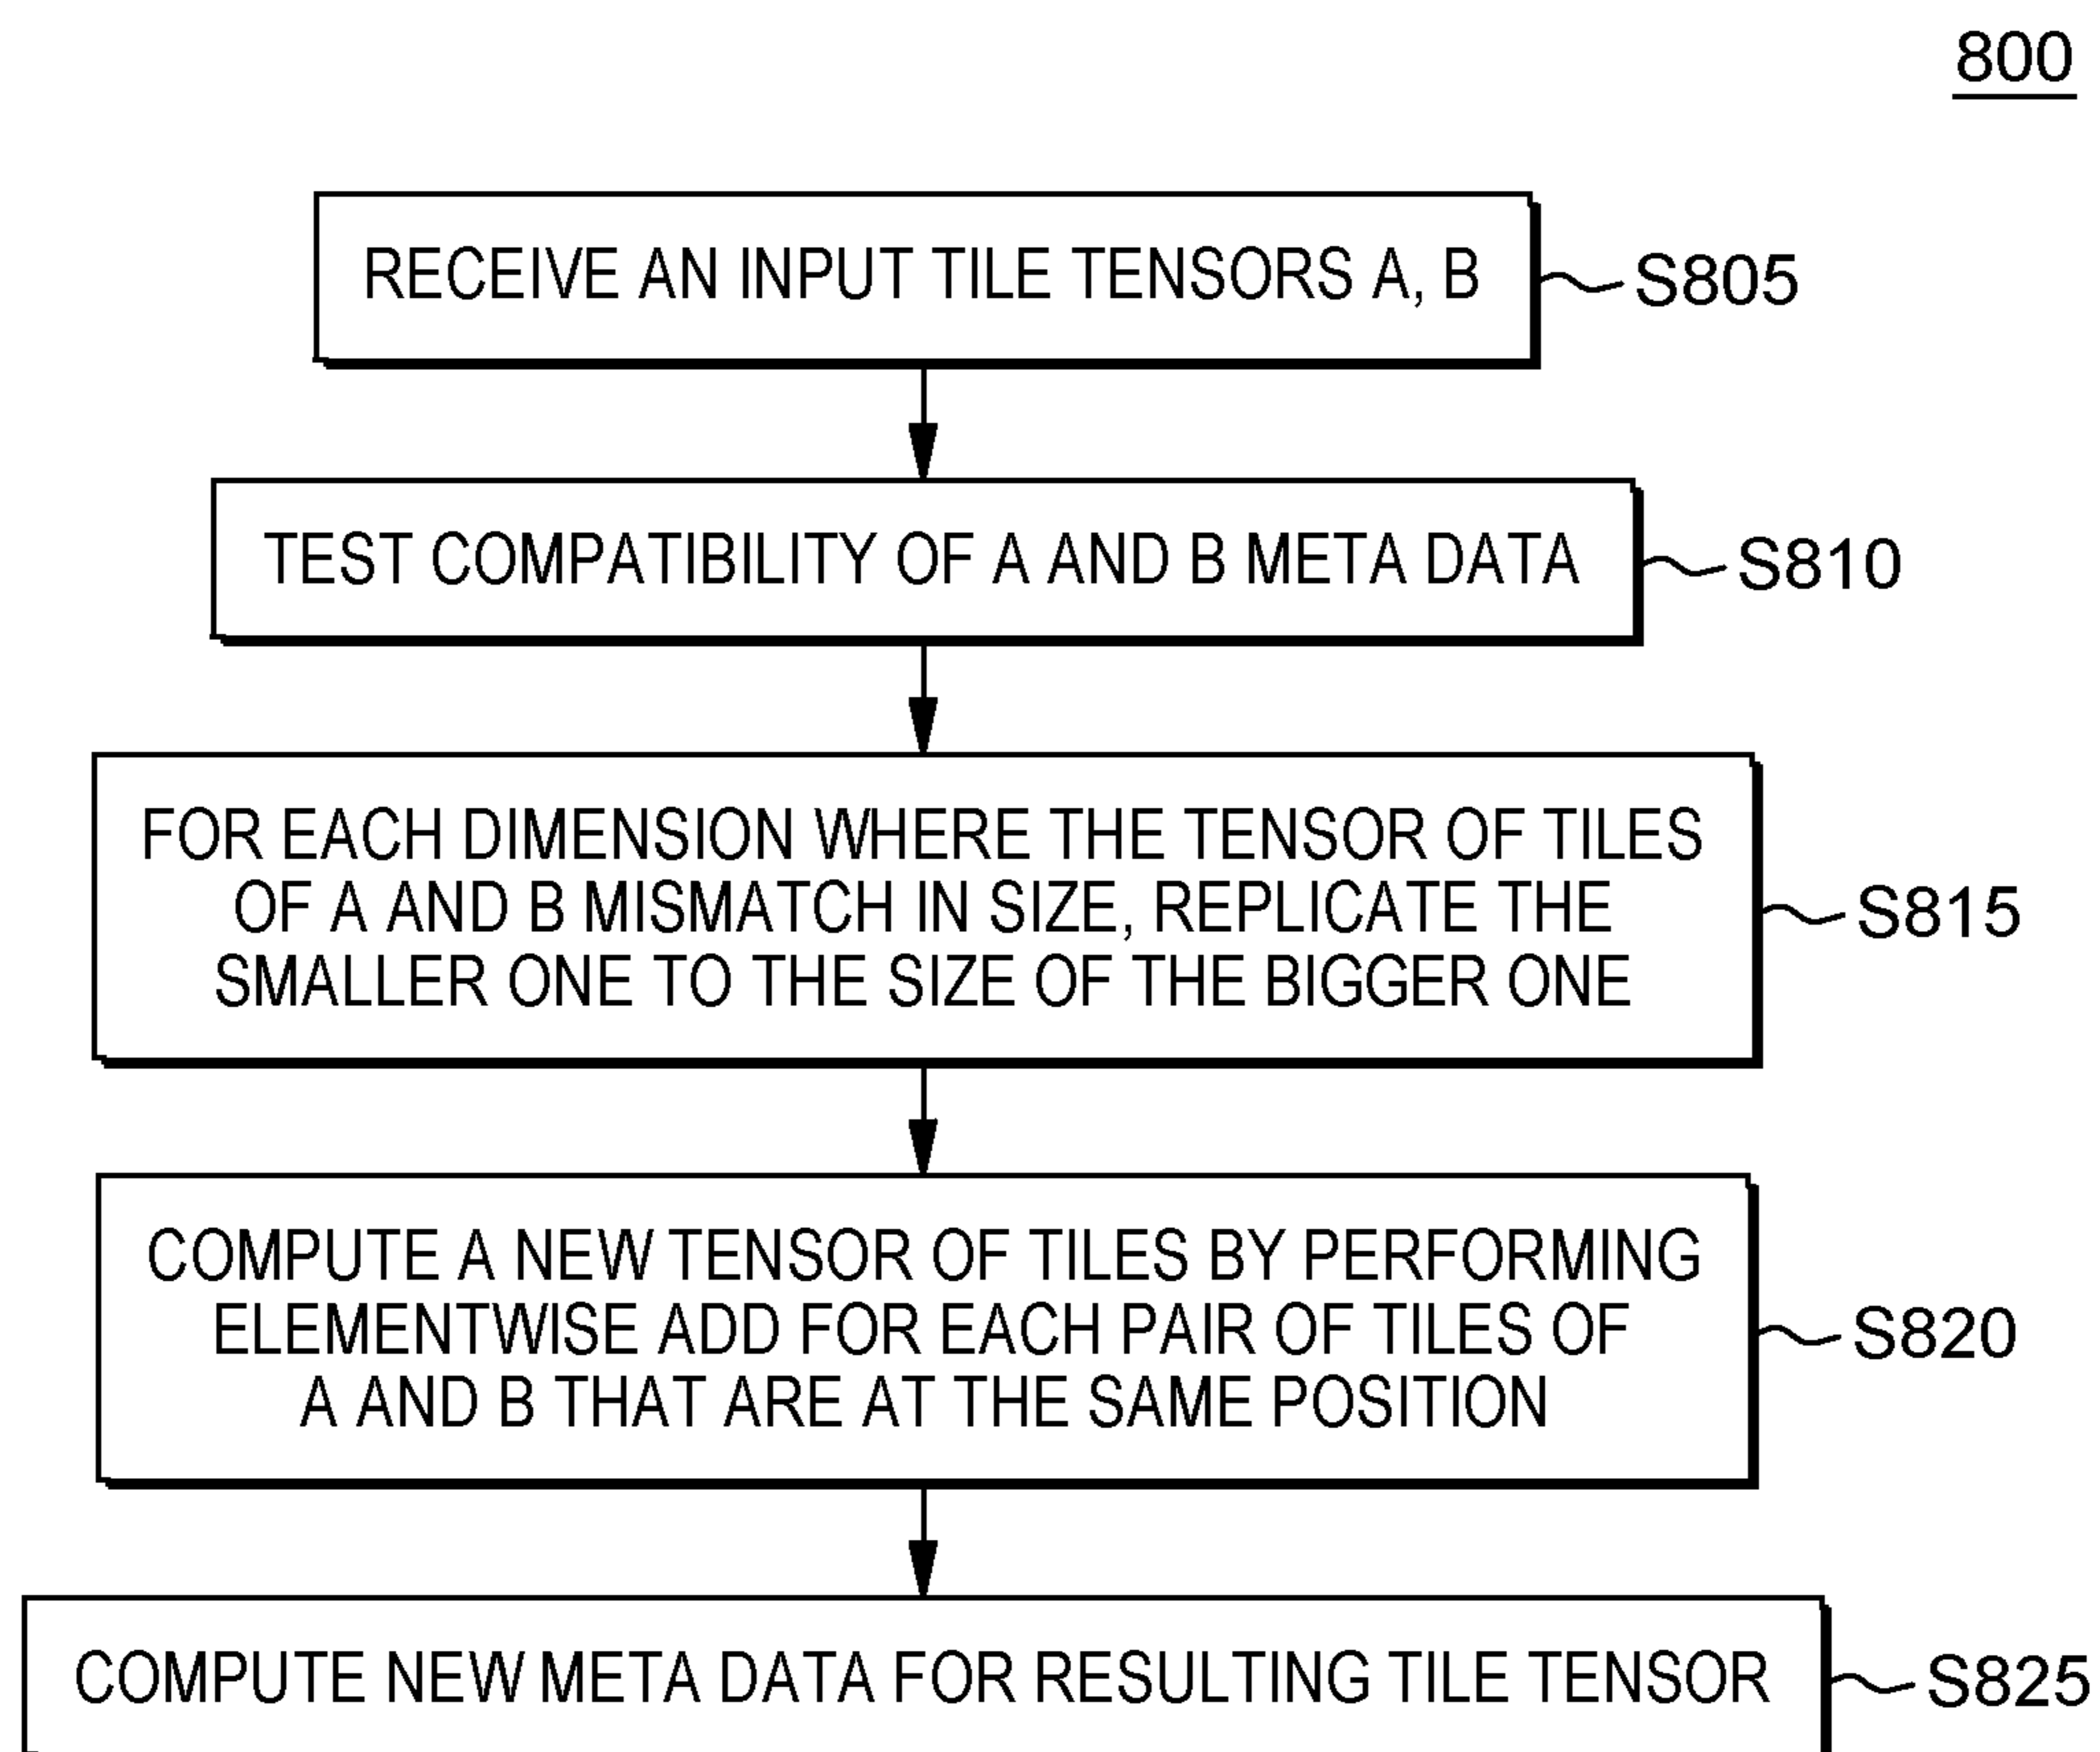 800
RECEIVE AN INPUT TILE TENSORS A, B
S805
TEST COMPATIBILITY OF A AND B META DATA
S810
FOR EACH DIMENSION WHERE THE TENSOR OF TILES
OF A AND B MISMATCH IN SIZE, REPLICATE THE
SMALLER ONE TO THE SIZE OF THE BIGGER ONE
S815
COMPUTE A NEW TENSOR OF TILES BY PERFORMING
ELEMENTWISE ADD FOR EACH PAIR OF TILES OF
A AND B THAT ARE AT THE SAME POSITION
S820
COMPUTE NEW META DATA FOR RESULTING TILE TENSOR
S825